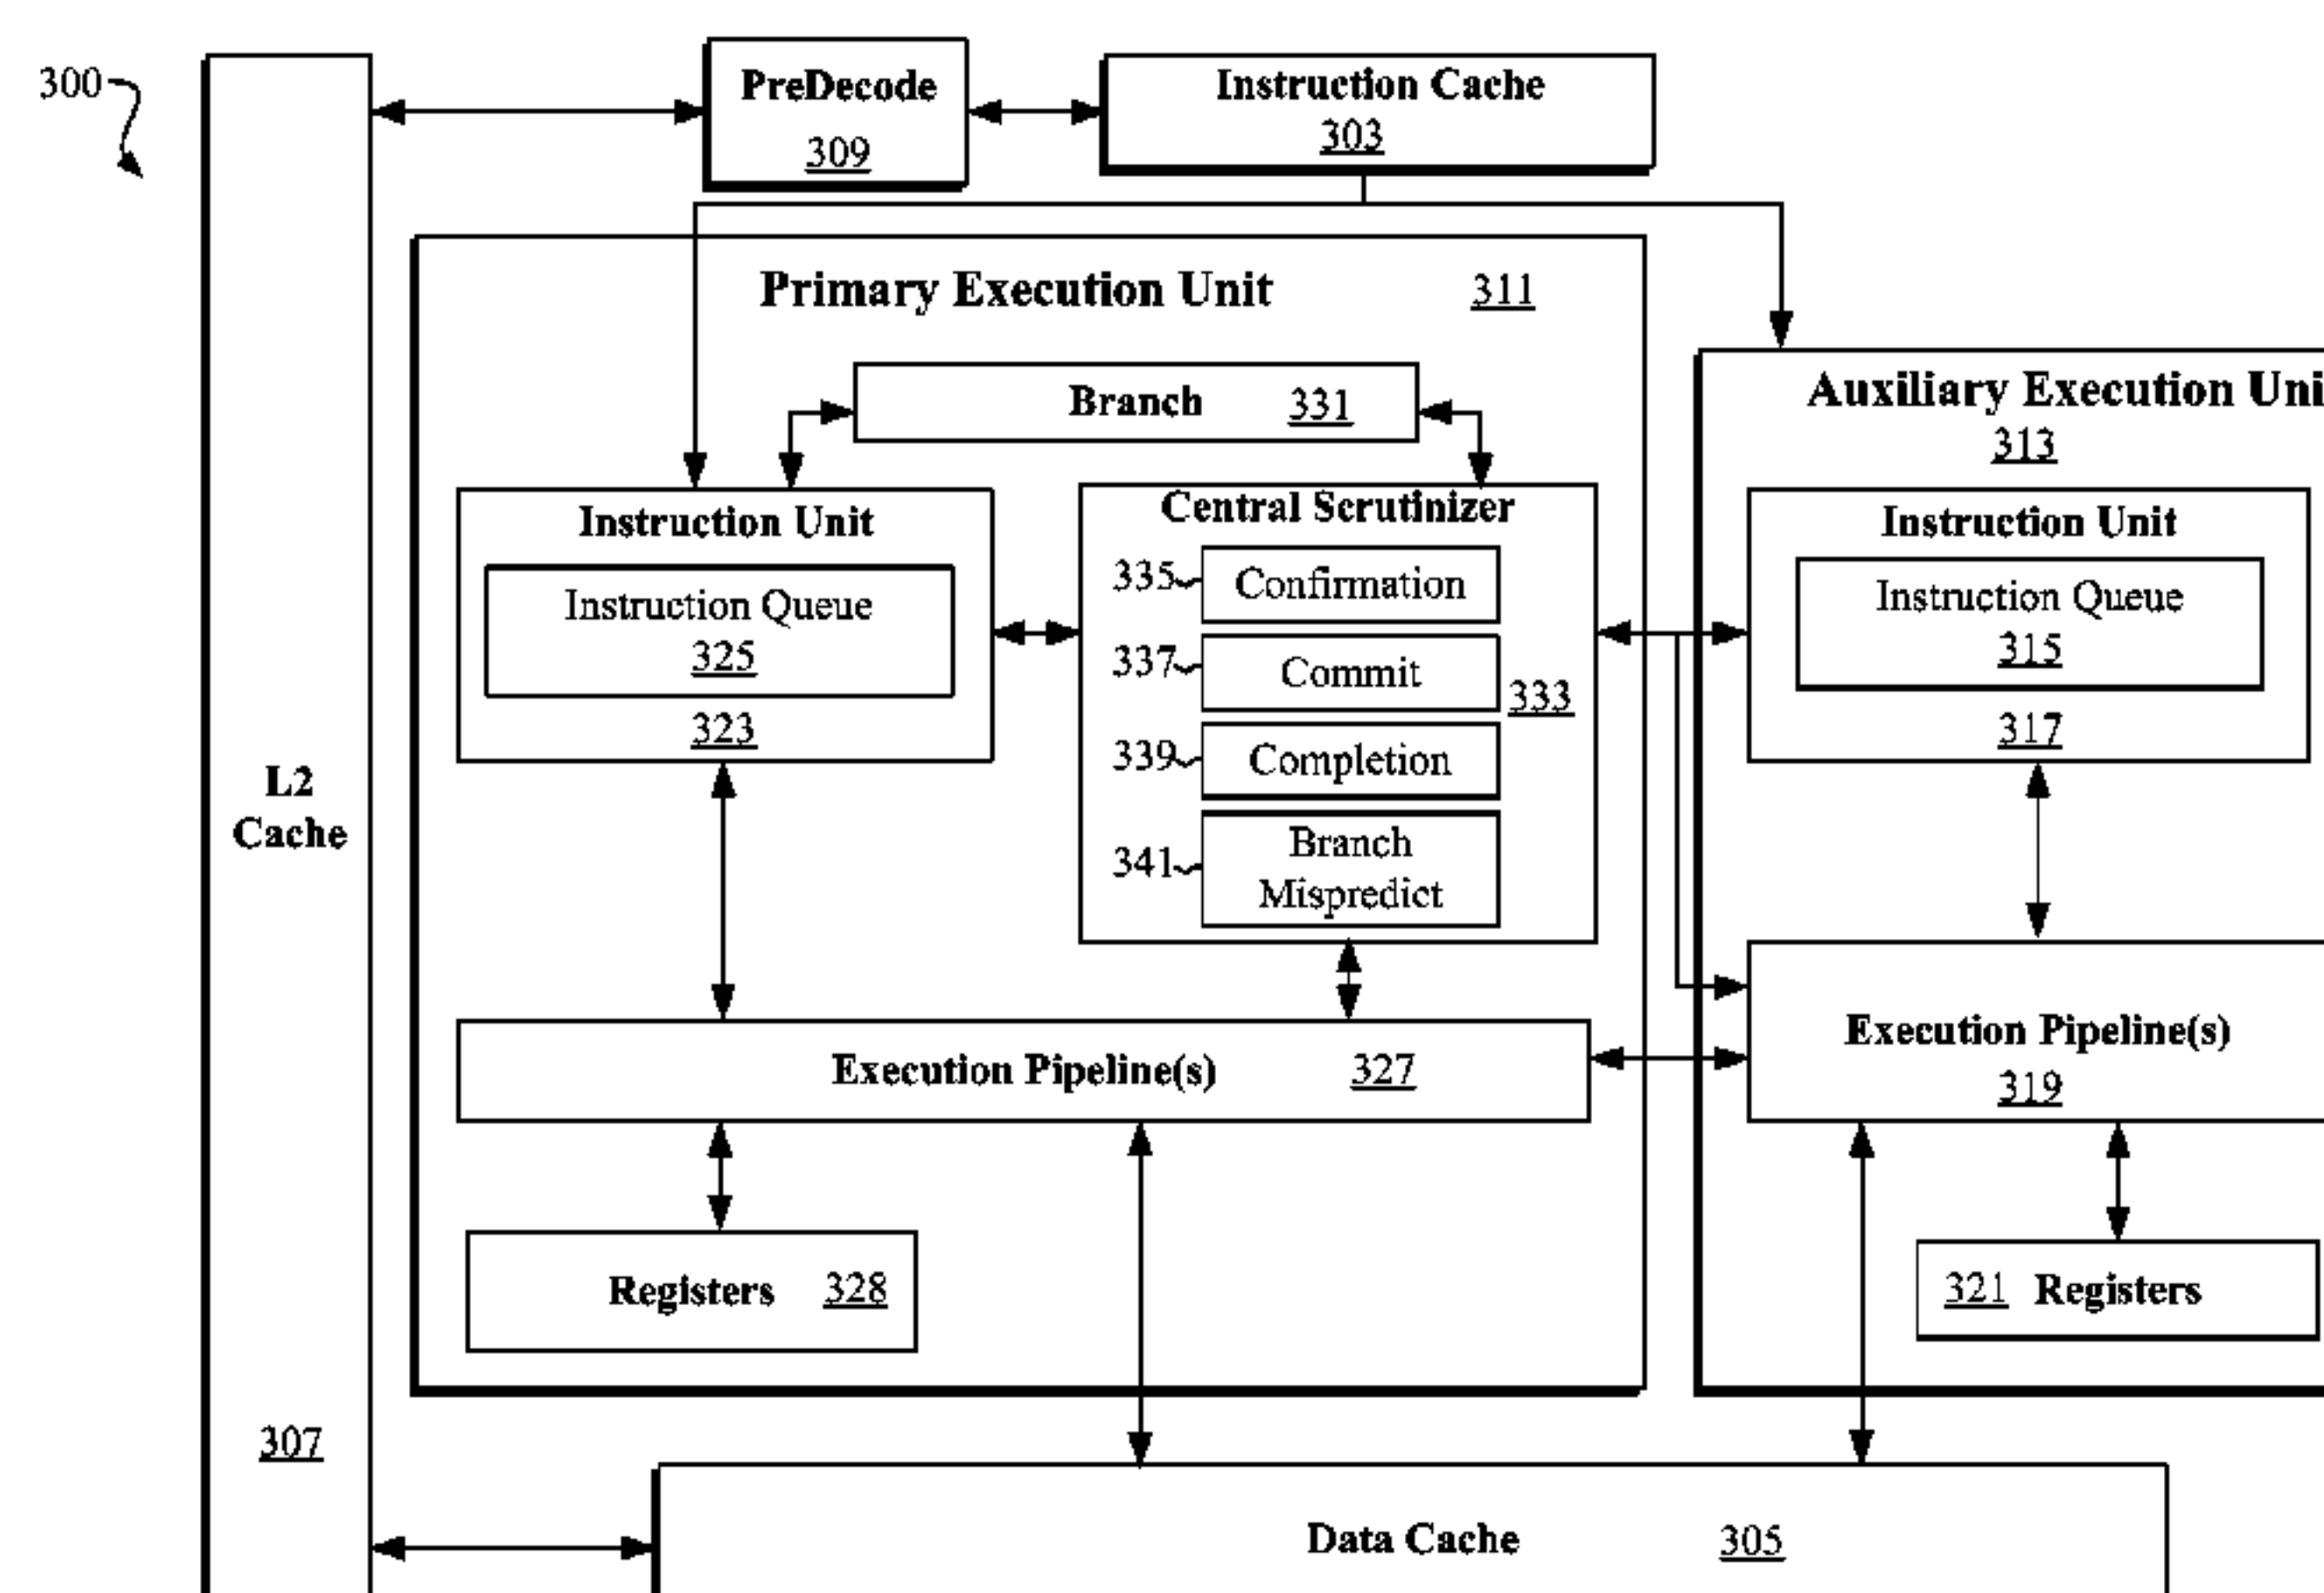 300
PreDecode
309
Instruction Cache
303
Primary Execution Unit 311
Branch 331
Auxiliary Execution Uni
313
Instruction Unit
Instruction Queue
325
323
Central Scrutinizer
335 Confirmation
337 Commit
333
339 Completion
341 Branch
Mispredict
Instruction Unit
Instruction Queue
315
317
L2
Cache
307
Execution Pipeline(s) 327
Execution Pipeline(s)
319
Registers 328
321 Registers
Data Cache 305